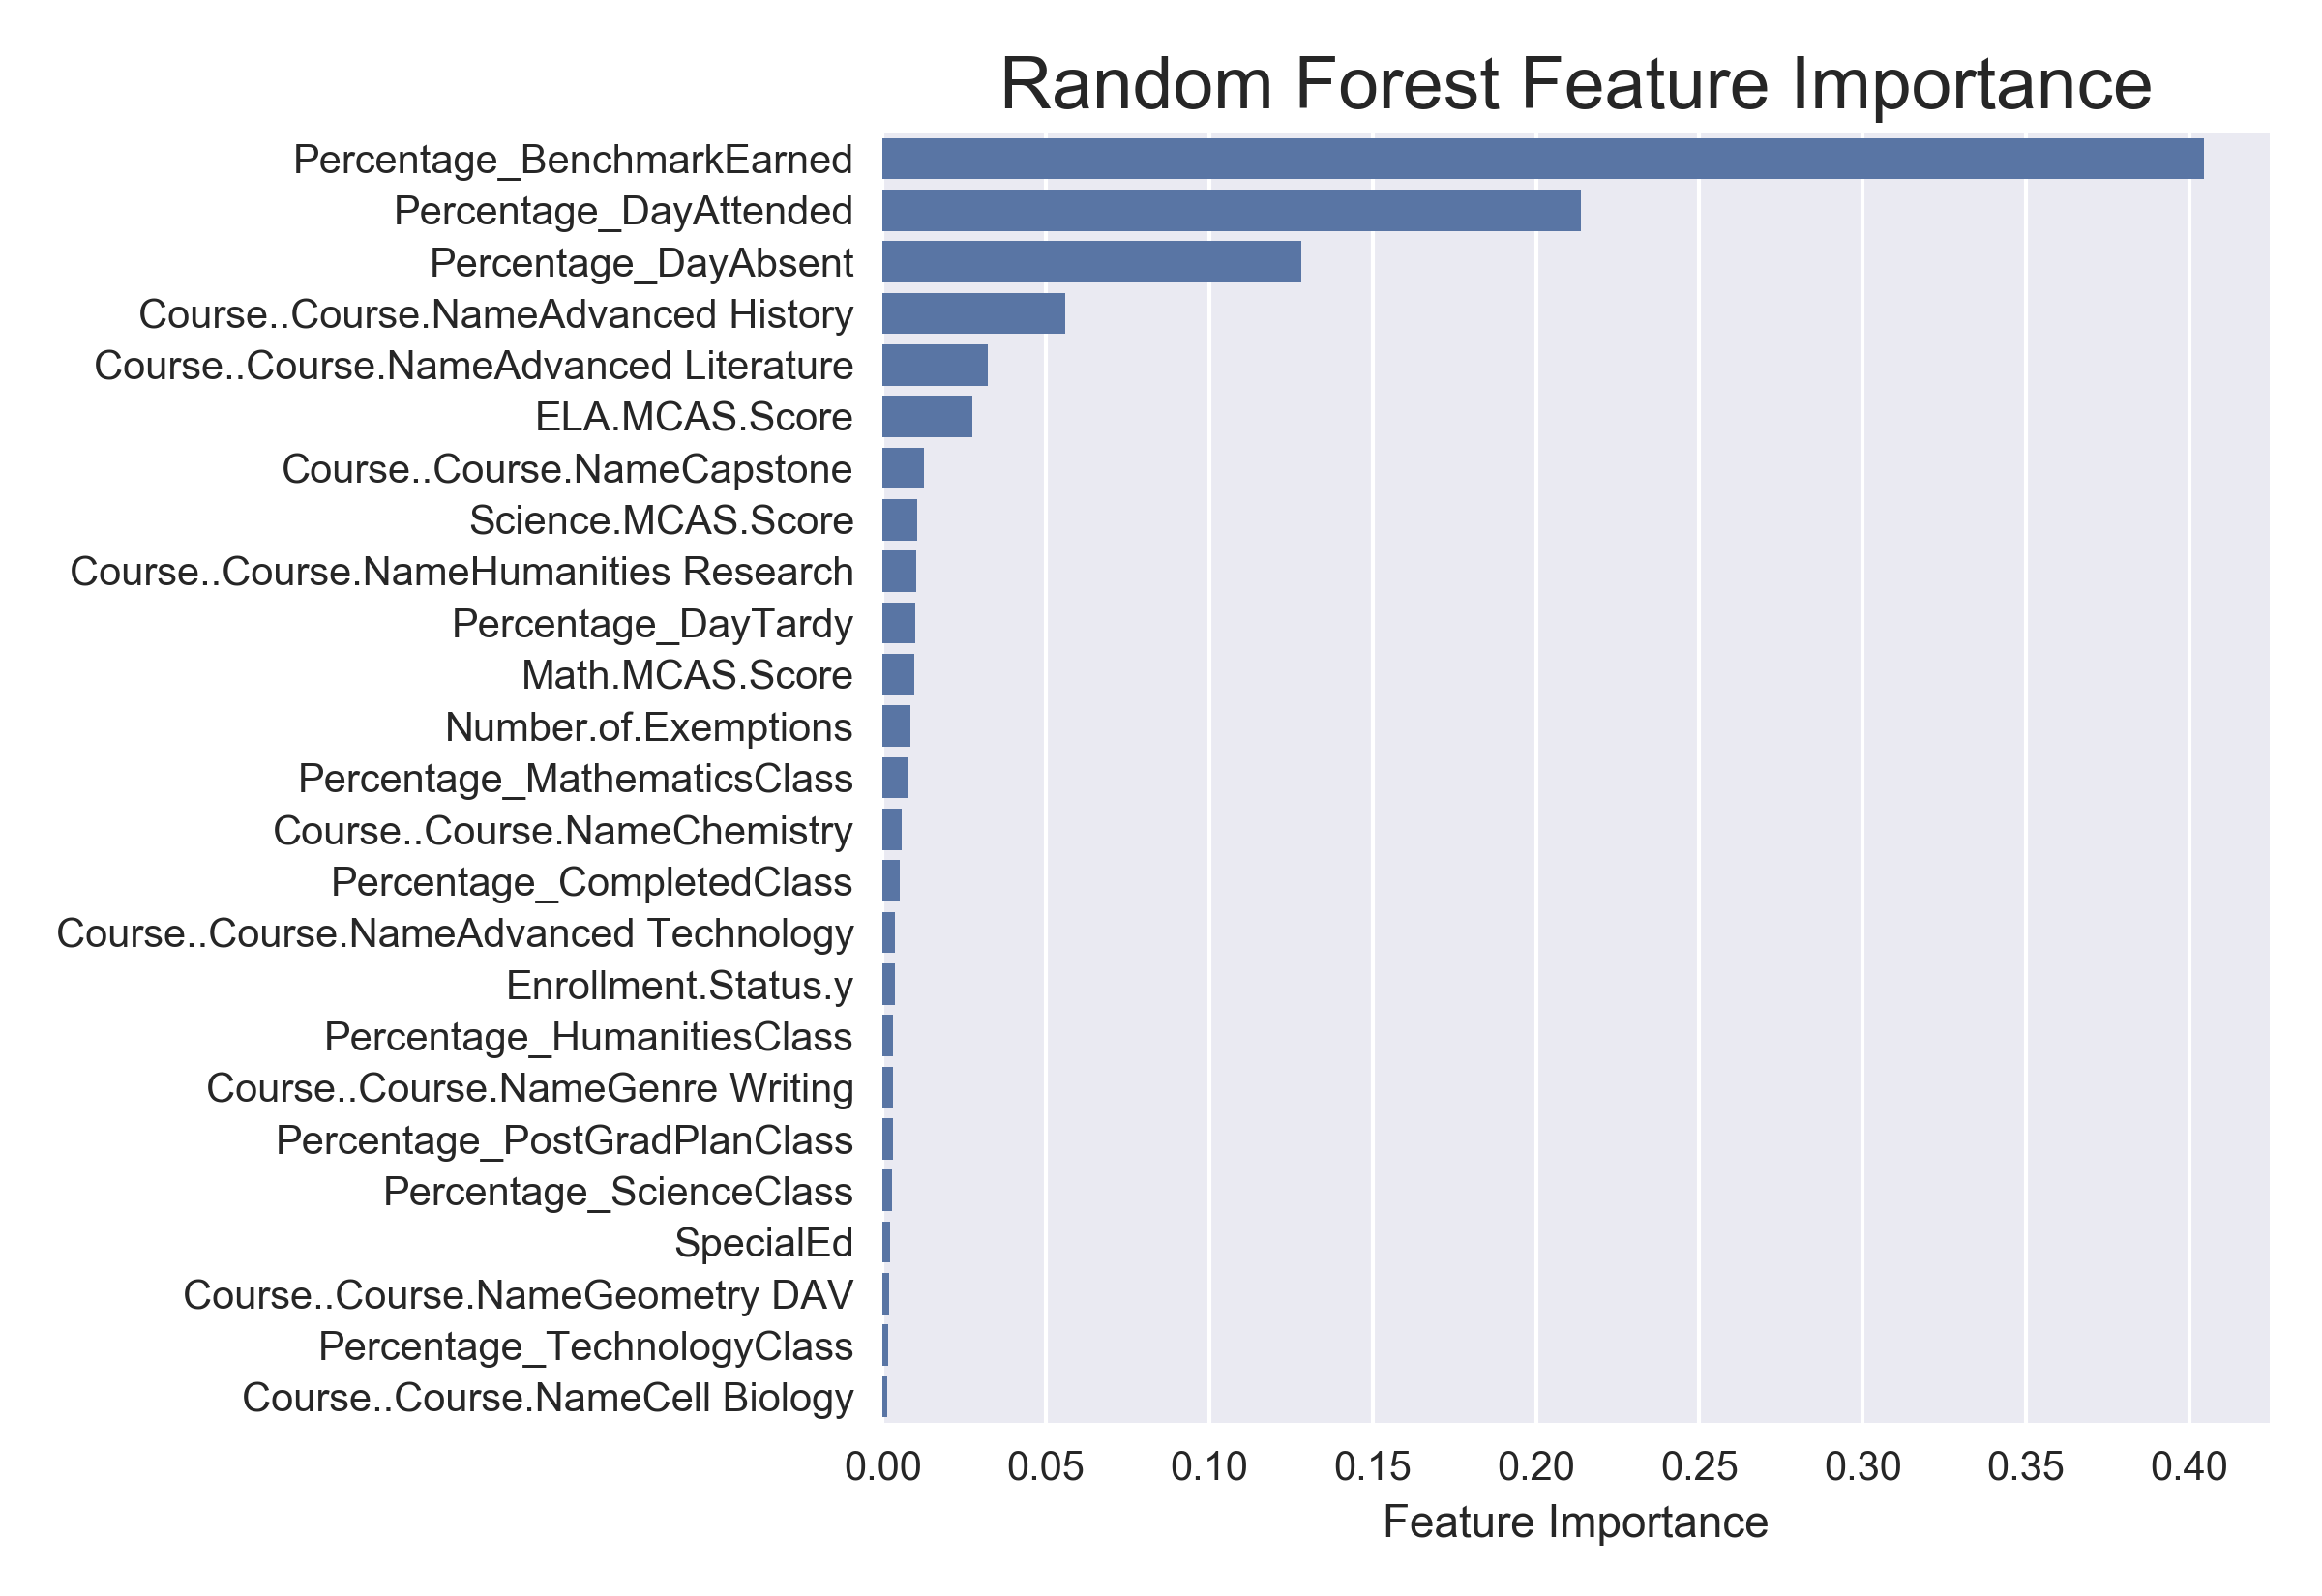 Random Forest Feature Importance
Percentage_BenchmarkEarned
Percentage_DayAttended
Percentage_DayAbsent
Course..Course.NameAdvanced History
Course..Course.NameAdvanced Literature
ELA.MCAS.Score
Course..Course.NameCapstone
Science.MCAS.Score
Course..Course.NameHumanities Research
Percentage_DayTardy
Math.MCAS.Score
Number.of.Exemptions
Percentage_MathematicsClass
Course..Course.NameChemistry
Percentage_CompletedClass
Course..Course.NameAdvanced Technology
Enrollment.Status.y
Percentage_HumanitiesClass
Course..Course.NameGenre Writing
Percentage_PostGradPlanClass
Percentage_ScienceClass
SpecialEd
Course..Course.NameGeometry DAV
Percentage_TechnologyClass
Course..Course.NameCell Biology
0.00 0.05 0.10 0.15 0.20 0.25 0.30 0.35 0.40
Feature Importance